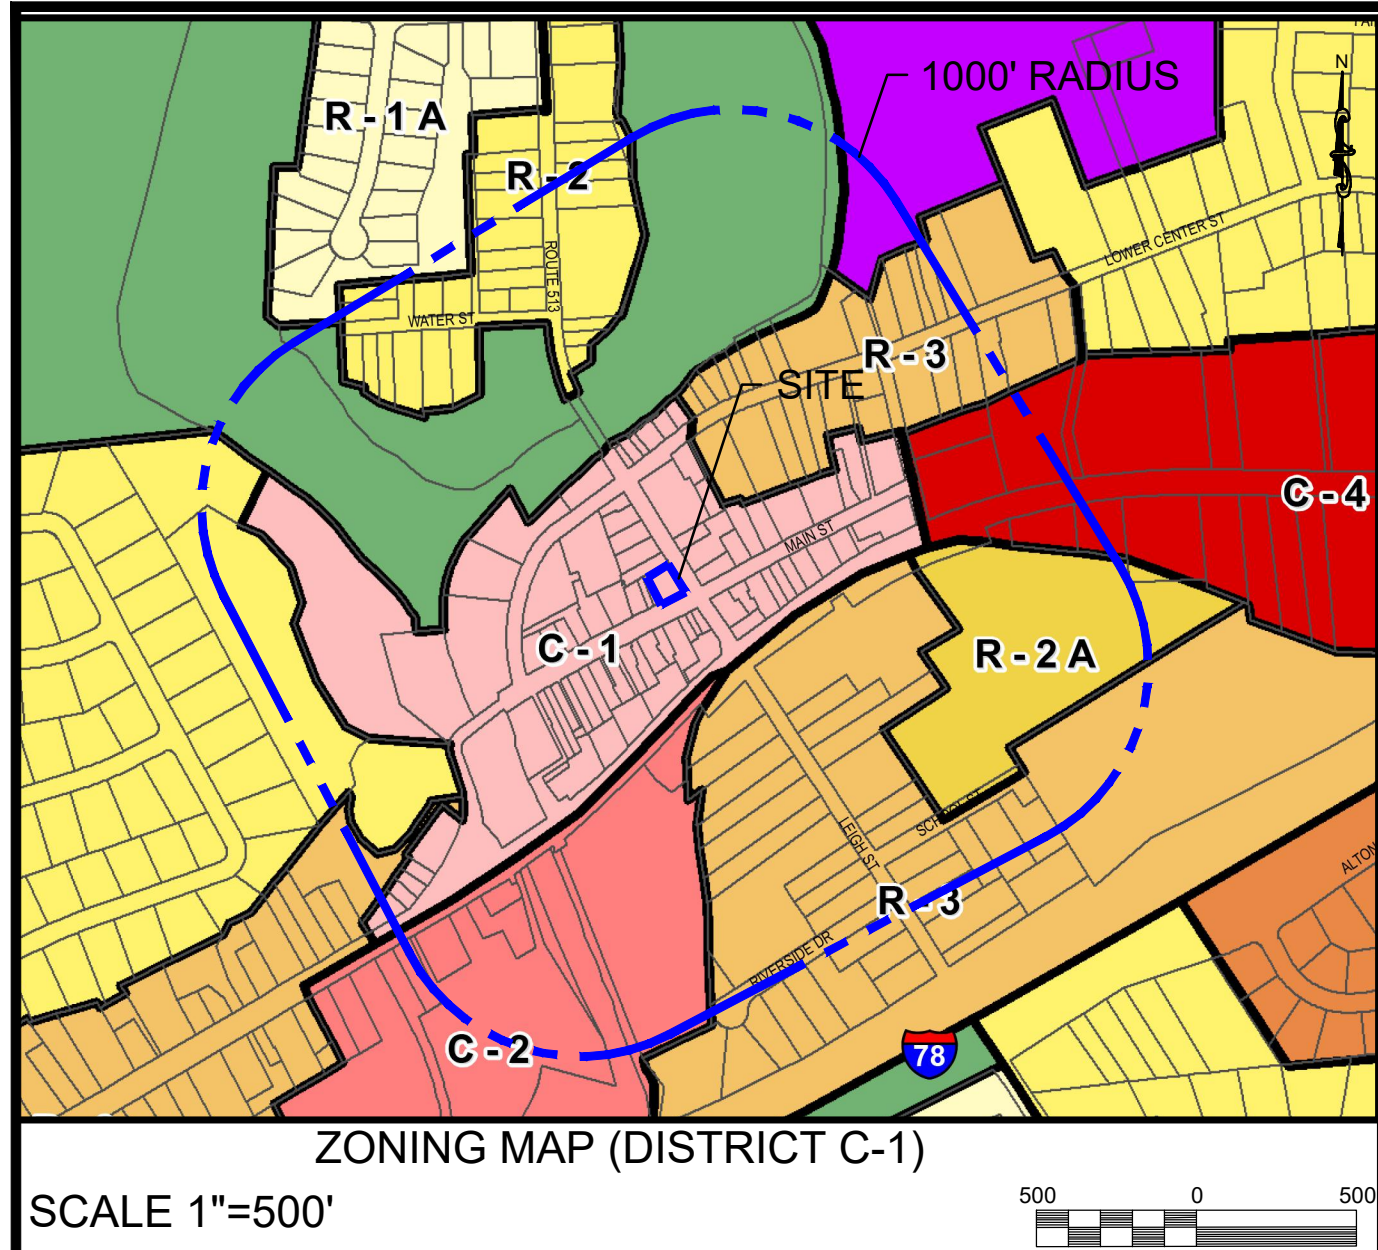 R - 1 A
1000' RADIUS
N
R - 2
LOWER CENTER ST
ROUTE 513
WATER ST
R - 3
SITE
C - 4
MAIN ST
C - 1
R - 2 A
SCHOOL ST
LEIGH ST
ALTON
R - 3
RIVERSIDE DR
C - 2
78
ZONING MAP (DISTRICT C-1)
SCALE 1"=500'
500 0 500